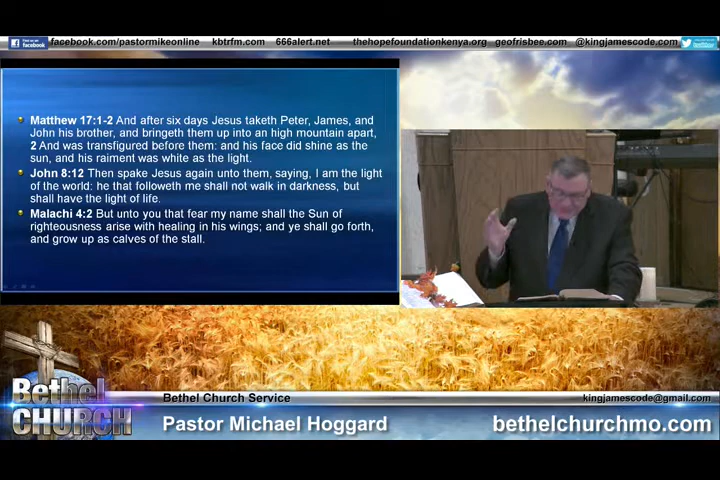 facebook.com/pastormikeonline kbtrfm.com 666alert.net thehopefoundationkenya.org geofrisbee.com @kingjamescode.com
Matthew 17:1-2 And after six days Jesus taketh Peter, James, and
John his brother, and bringeth them up into an high mountain apart,
2 And was transfigured before them: and his face did shine as the
sun, and his raiment was white as the light.
John 8:12 Then spake Jesus again unto them, saying, I am the light
of the world: he that followeth me shall not walk in darkness, but
shall have the light of life.
Malachi 4:2 But unto you that fear my name shall the Sun of
righteousness arise with healing in his wings; and ye shall go forth,
and grow up as calves of the stall.
Bethel
CHURCH
Bethel Church Service
kingjamescode@gmail.com
Pastor Michael Hoggard
bethelchurchmo.com